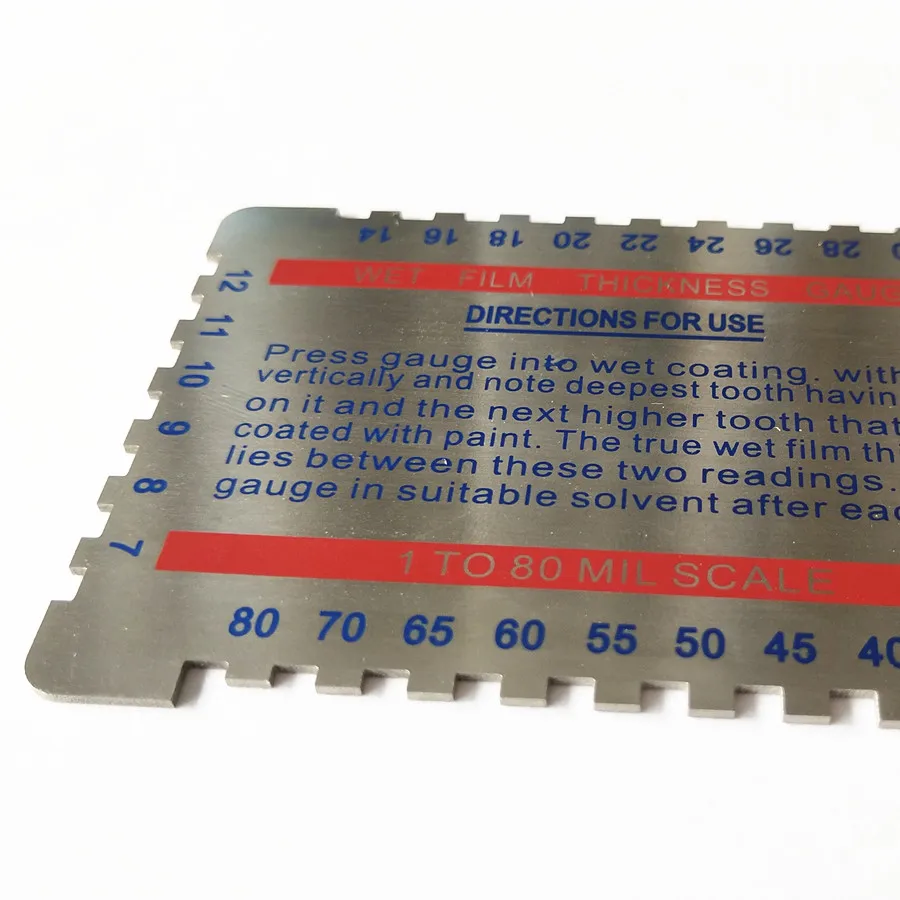 14 16 18 20 22 24 26 28
WET FILM THICKNESS
DIRECTIONS FOR USE
Press gauge into wet coating. with
vertically and note deepest tooth having
on it and the next higher tooth that
coated with paint. The true wet film thi
lies between these two readings.
gauge in suitable solvent after eac
1 TO 80 MIL SCALE
12
11
10
9
8
7
80 70 65 60 55 50 45 40